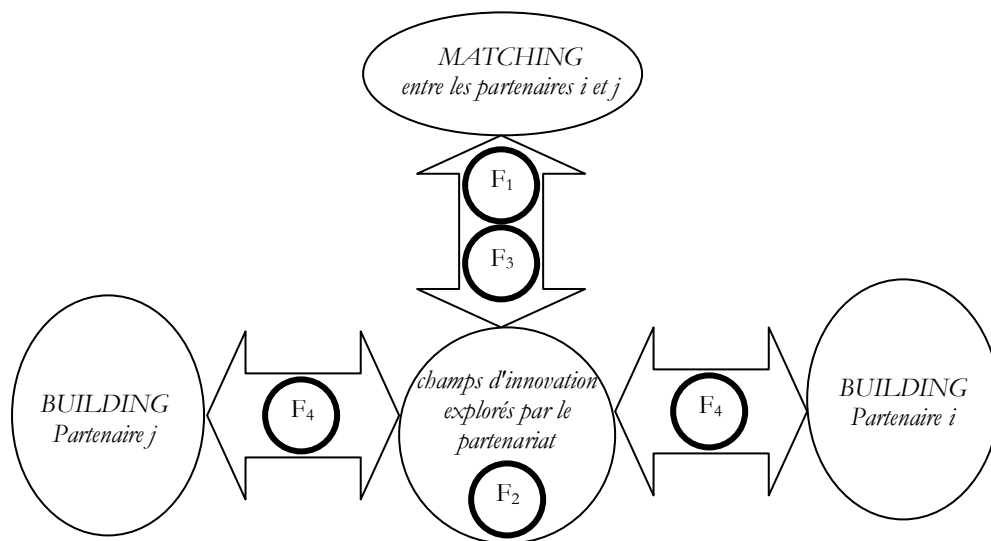 MATCHING
entre les partenaires i et j
F1
F3
BUILDING
Partenaire j
F4
champs d'innovation
explorés par le
partenariat
F2
F4
BUILDING
Partenaire i